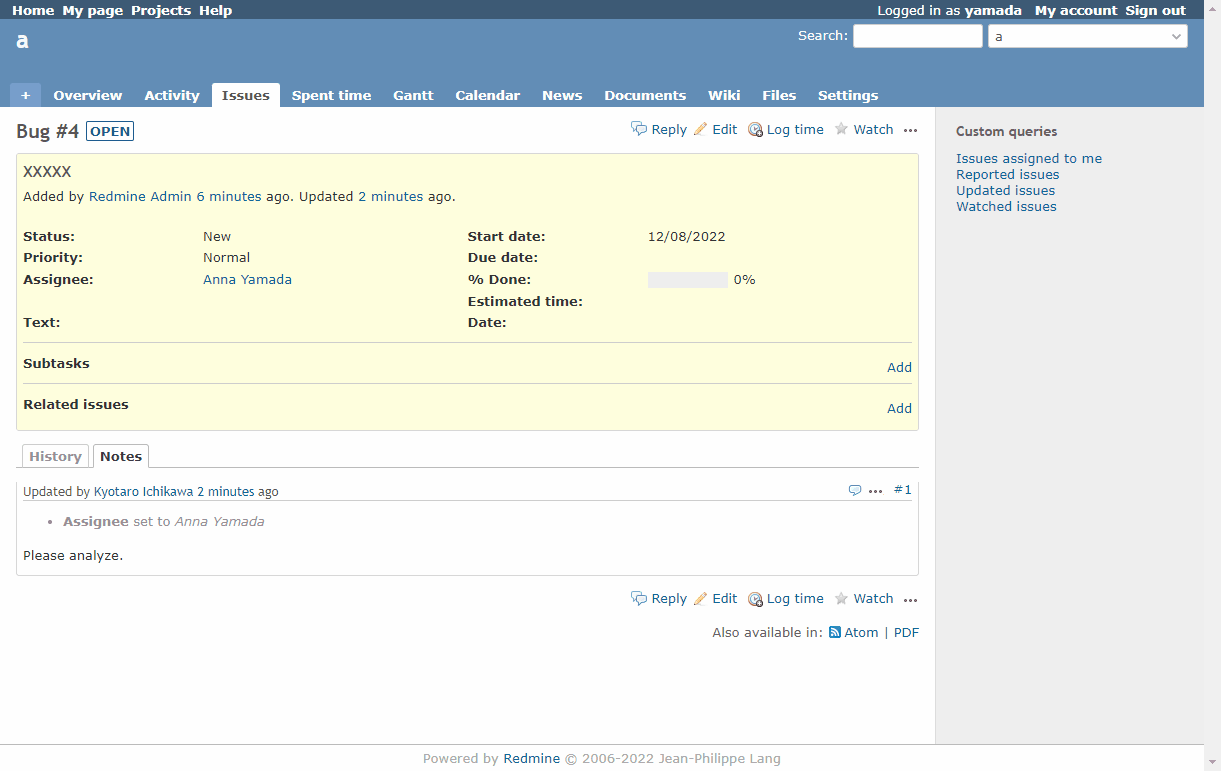 Home My page Projects Help Logged in as yamada My account Sign out
a Search: a
+ Overview Activity Issues Spent time Gantt Calendar News Documents Wiki Files Settings
Bug #4 OPEN Reply Edit Log time Watch ...
XXXXX
Added by Redmine Admin 6 minutes ago. Updated 2 minutes ago.
Status: New Start date: 12/08/2022
Priority: Normal Due date:
Assignee: Anna Yamada % Done: 0%
Estimated time:
Text: Date:
Subtasks Add
Related issues Add
History Notes
Updated by Kyotaro Ichikawa 2 minutes ago ... #1
• Assignee set to Anna Yamada
Please analyze.
Reply Edit Log time Watch ...
Also available in: Atom | PDF
Custom queries
Issues assigned to me
Reported issues
Updated issues
Watched issues
Powered by Redmine © 2006-2022 Jean-Philippe Lang